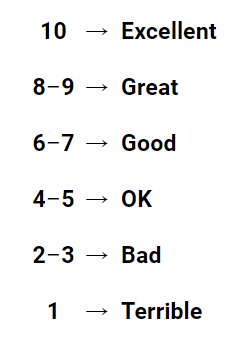 10 → Excellent
8–9 → Great
6–7 → Good
4–5 → OK
2–3 → Bad
1 → Terrible